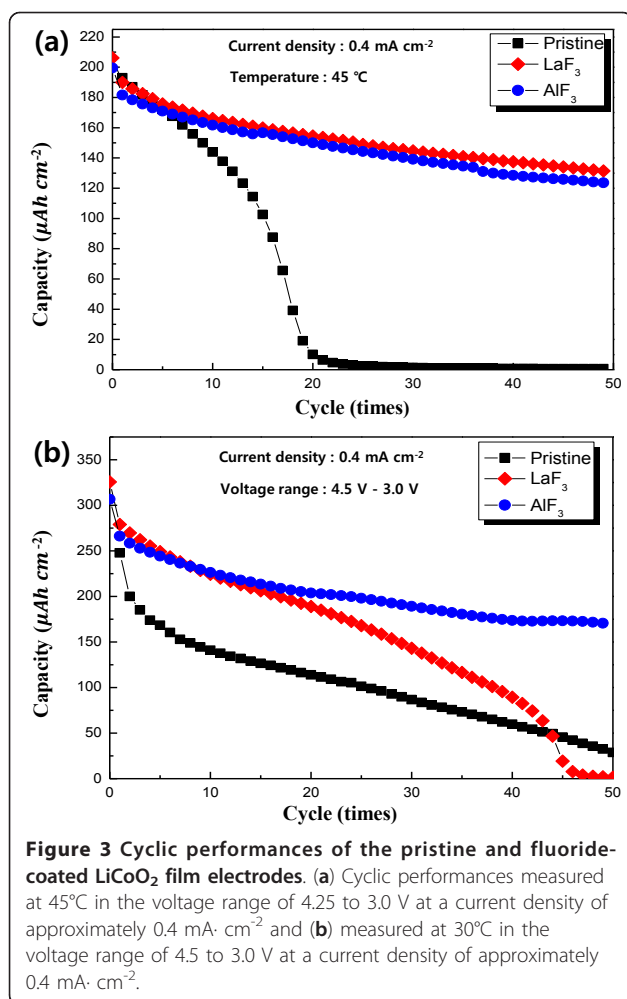 (a)
Current density : 0.4 mA cm-2
Temperature : 45 °C
Pristine
LaF3
AlF3
Capacity (μAh cm-2)
220
200
180
160
140
120
100
80
60
40
20
0
0 10 20 30 40 50
Cycle (times)
(b)
Current density : 0.4 mA cm-2
Voltage range : 4.5 V - 3.0 V
Pristine
LaF3
AlF3
Capacity (μAh cm-2)
350
300
250
200
150
100
50
0
0 10 20 30 40 50
Cycle (times)
Figure 3 Cyclic performances of the pristine and fluoride-
coated LiCoO2 film electrodes. (a) Cyclic performances measured
at 45°C in the voltage range of 4.25 to 3.0 V at a current density of
approximately 0.4 mA· cm-2 and (b) measured at 30°C in the
voltage range of 4.5 to 3.0 V at a current density of approximately
0.4 mA· cm-2.